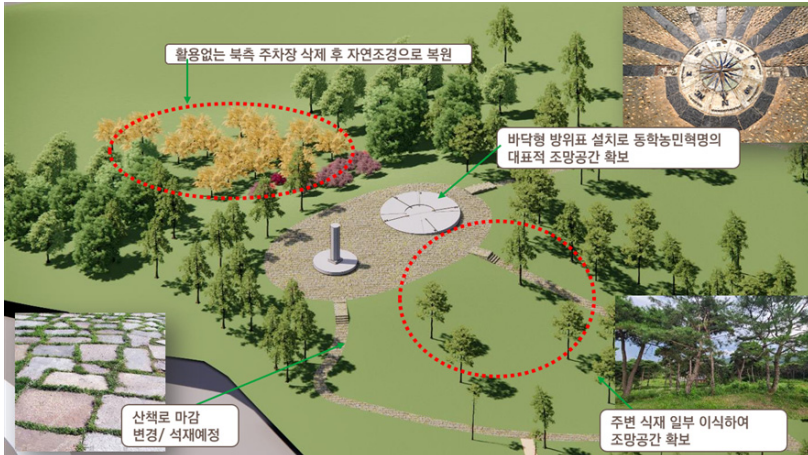 활용없는 북측 주차장 삭제 후 자연조경으로 복원
바닥형 방위표 설치로 동학농민혁명의
대표적 조망공간 확보
산책로 마감
변경/ 석재예정
주변 식재 일부 이식하여
조망공간 확보